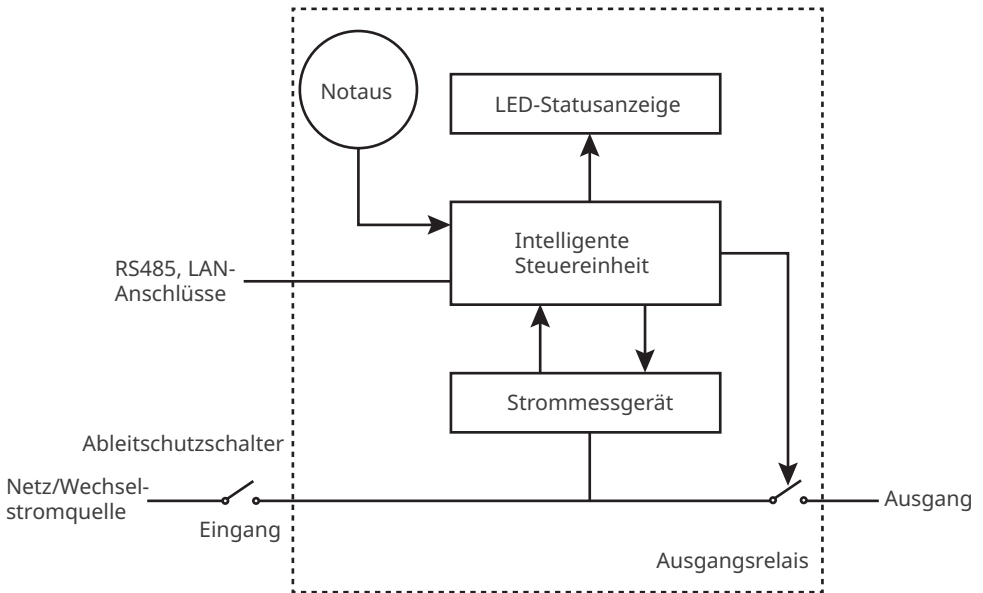 Notaus
LED-Statusanzeige
Intelligente
Steuereinheit
RS485, LAN-
Anschlüsse
Strommessgerät
Ableitschutzschalter
Netz/Wechsel-
stromquelle
Eingang
Ausgang
Ausgangsrelais